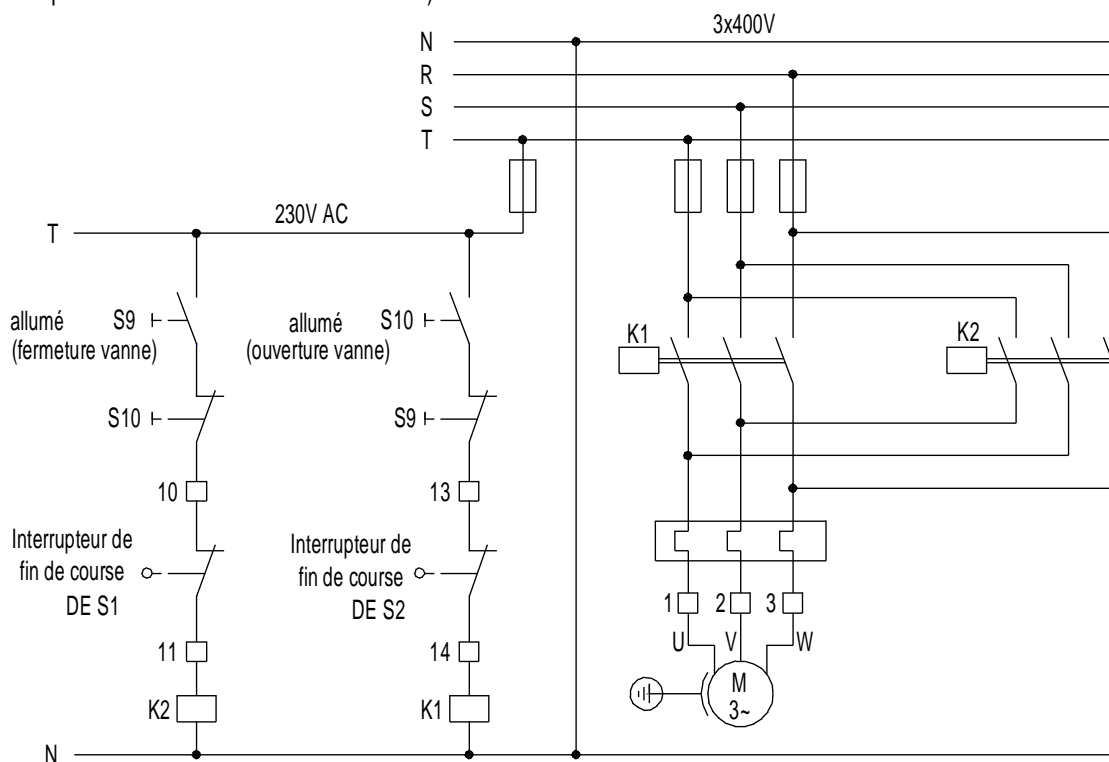 3x400V
N
R
S
T
230V AC
T
allumé
(fermeture vanne)
S9
allumé
(ouverture vanne)
S10
K1
K2
S10
S9
10
13
Interrupteur de
fin de course
DE S1
Interrupteur de
fin de course
DE S2
1
2
3
U
V
W
11
14
K2
K1
M
3~
N